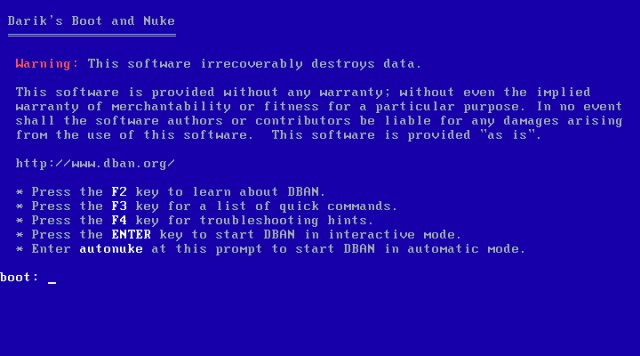 Darik's Boot and Nuke
Warning: This software irrecoverably destroys data.
This software is provided without any warranty; without even the implied
warranty of merchantability or fitness for a particular purpose. In no event
shall the software authors or contributors be liable for any damages arising
from the use of this software.  This software is provided "as is".
http://www.dban.org/
* Press the F2 key to learn about DBAN.
* Press the F3 key for a list of quick commands.
* Press the F4 key for troubleshooting hints.
* Press the ENTER key to start DBAN in interactive mode.
* Enter autonuke at this prompt to start DBAN in automatic mode.
boot: _